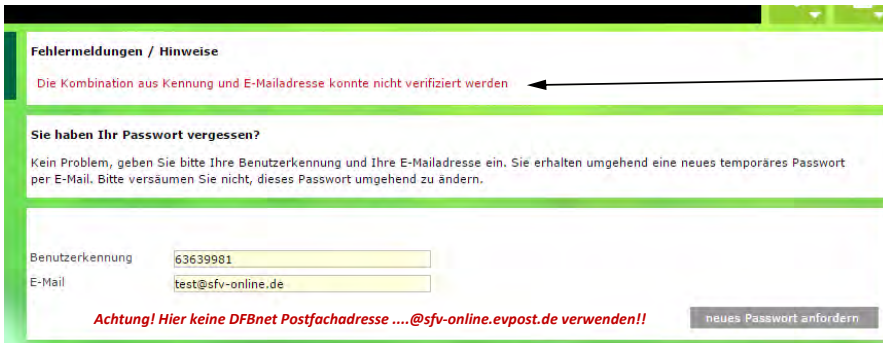 Fehlermeldungen / Hinweise
Die Kombination aus Kennung und E-Mailadresse konnte nicht verifiziert werden
Sie haben Ihr Passwort vergessen?
Kein Problem, geben Sie bitte Ihre Benutzerkennung und Ihre E-Mailadresse ein. Sie erhalten umgehend eine neues temporäres Passwort
per E-Mail. Bitte versäumen Sie nicht, dieses Passwort umgehend zu ändern.
Benutzerkennung 63639981
E-Mail test@sfv-online.de
Achtung! Hier keine DFBnet Postfachadresse ....@sfv-online.evpost.de verwenden!!
neues Passwort anfordern